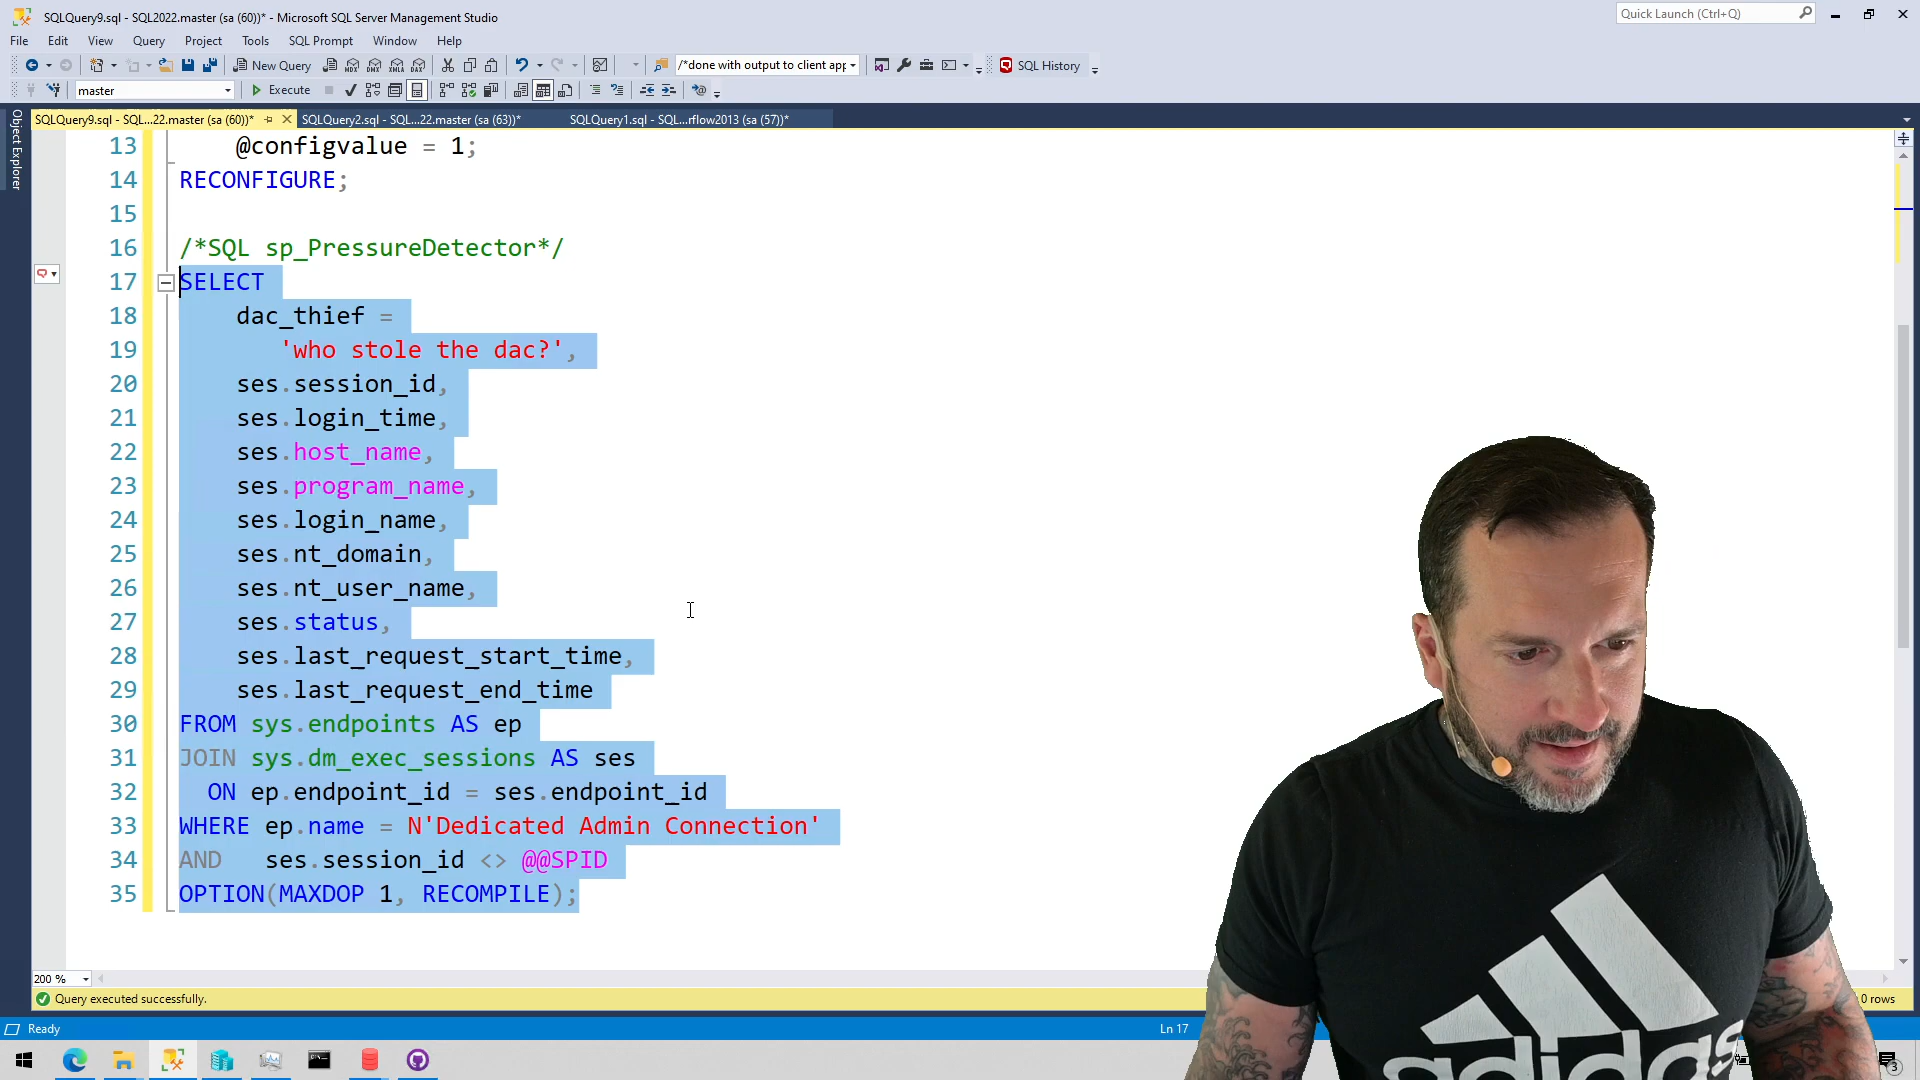 SQLQuery9.sql - SQL2022.master (sa (60))* - Microsoft SQL Server Management Studio
Quick Launch (Ctrl+Q)
File Edit View Query Project Tools SQL Prompt Window Help
New Query MDX DMX XMLA DAX /*done with output to client app SQL History
master Execute
SQLQuery9.sql - SQL...22.master (sa (60))* SQLQuery2.sql - SQL...22.master (sa (63))* SQLQuery1.sql - SQL...rflow2013 (sa (57))*
Object Explorer
13 @configvalue = 1;
14 RECONFIGURE;
15
16 /*SQL sp_PressureDetector*/
17 SELECT
18 dac_thief =
19 'who stole the dac?',
20 ses.session_id,
21 ses.login_time,
22 ses.host_name,
23 ses.program_name,
24 ses.login_name,
25 ses.nt_domain,
26 ses.nt_user_name,
27 ses.status,
28 ses.last_request_start_time,
29 ses.last_request_end_time
30 FROM sys.endpoints AS ep
31 JOIN sys.dm_exec_sessions AS ses
32 ON ep.endpoint_id = ses.endpoint_id
33 WHERE ep.name = N'Dedicated Admin Connection'
34 AND ses.session_id <> @@SPID
35 OPTION(MAXDOP 1, RECOMPILE);
200 %
Query executed successfully. 0 rows
Ready Ln 17
adidas
3